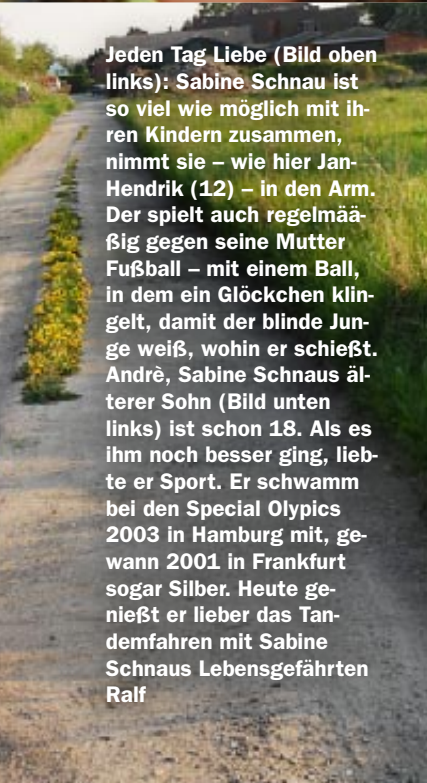 Jeden Tag Liebe (Bild oben
links): Sabine Schnau ist
so viel wie möglich mit ih-
ren Kindern zusammen,
nimmt sie – wie hier Jan-
Hendrik (12) – in den Arm.
Der spielt auch regelmää-
ßig gegen seine Mutter
Fußball – mit einem Ball,
in dem ein Glöckchen klin-
gelt, damit der blinde Jun-
ge weiß, wohin er schießt.
Andrè, Sabine Schnaus äl-
terer Sohn (Bild unten
links) ist schon 18. Als es
ihm noch besser ging, lieb-
te er Sport. Er schwamm
bei den Special Olypics
2003 in Hamburg mit, ge-
wann 2001 in Frankfurt
sogar Silber. Heute ge-
nießt er lieber das Tan-
demfahren mit Sabine
Schnaus Lebensgefährten
Ralf